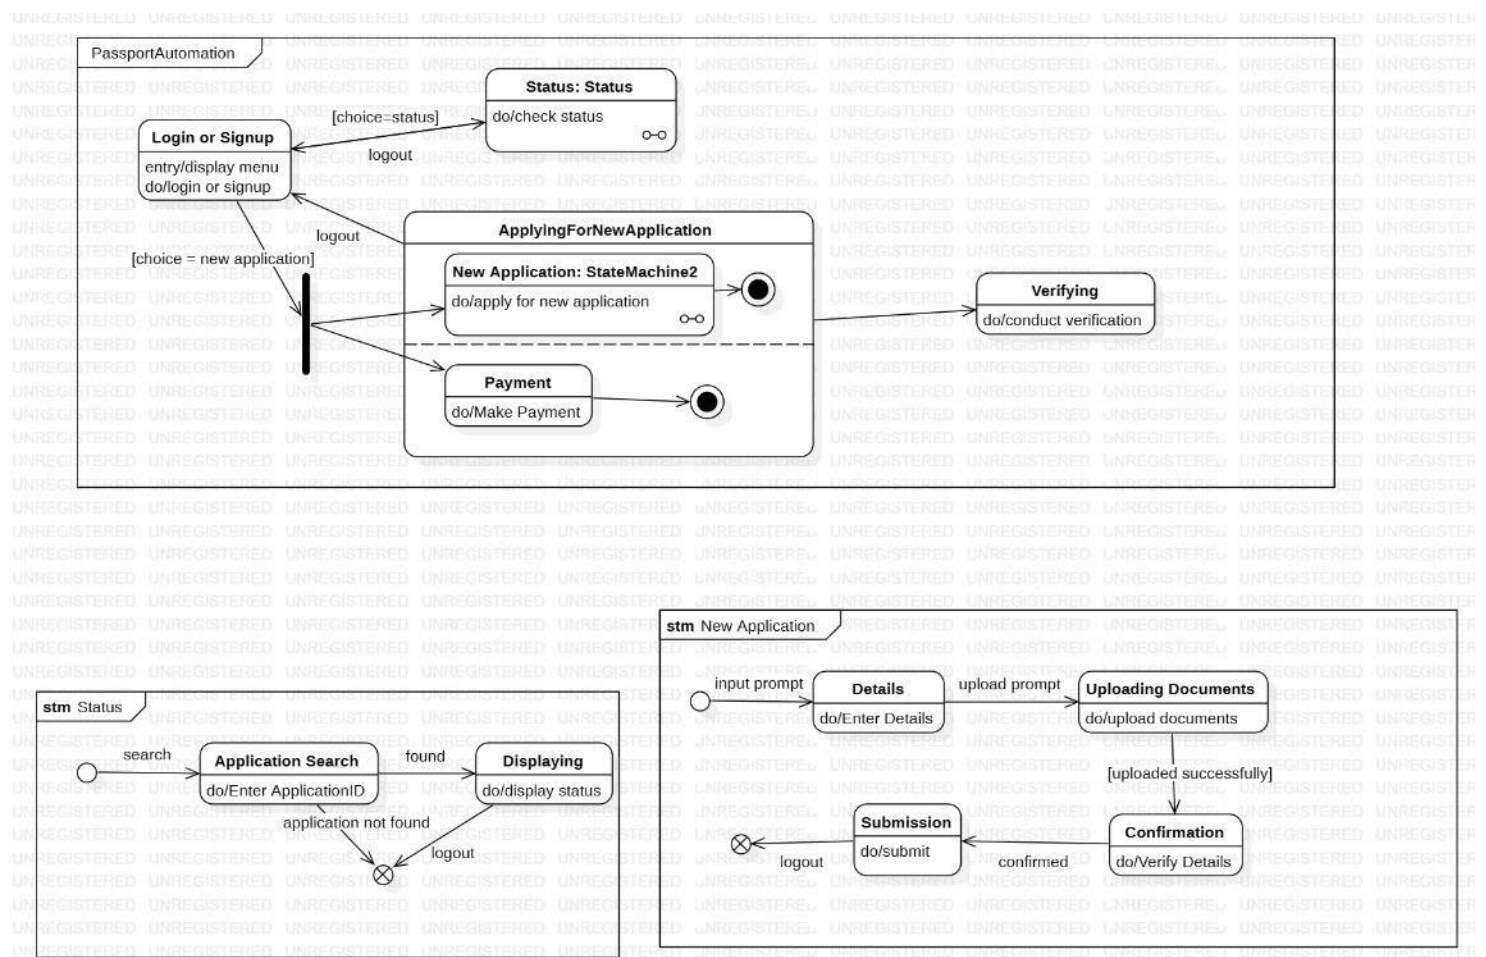 PassportAutomation
Status: Status
do/check status
[choice=status]
logout
Login or Signup
entry/display menu
do/login or signup
logout
[choice = new application]
ApplyingForNewApplication
New Application: StateMachine2
do/apply for new application
Payment
do/Make Payment
Verifying
do/conduct verification
stm Status
search
Application Search
do/Enter ApplicationID
found
Displaying
do/display status
application not found
logout
stm New Application
input prompt
Details
do/Enter Details
upload prompt
Uploading Documents
do/upload documents
[uploaded successfully]
Confirmation
do/Verify Details
confirmed
Submission
do/submit
logout
UNREGISTERED